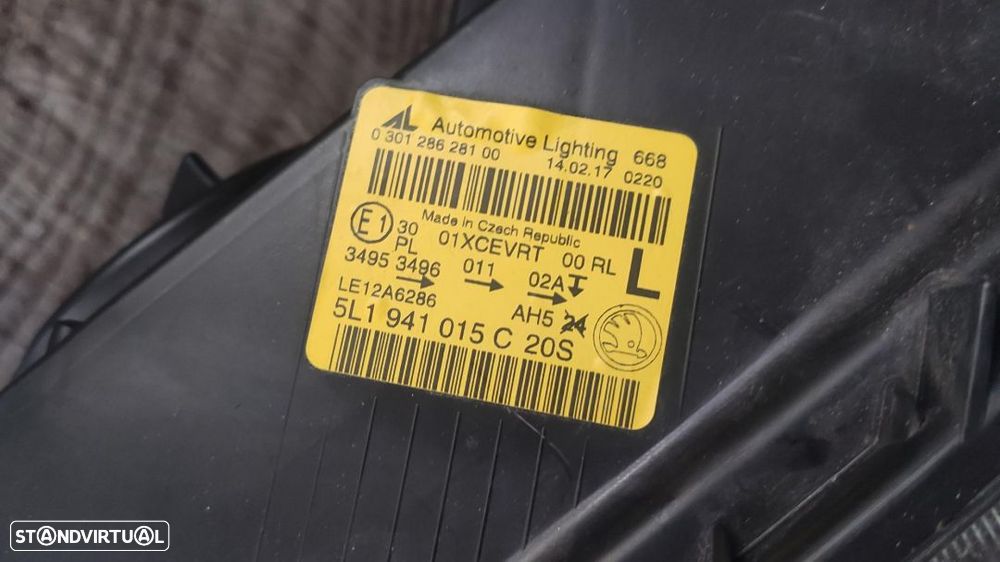 AL Automotive Lighting 668
0 301 286 281 00 14.02.17 0220
Made in Czech Republic
E1 30 01XCEVRT 00 RL L
PL 011 02A
3495 3496
LE12A6286 AH5 24
5L1 941 015 C 20S
STANDVIRTUAL